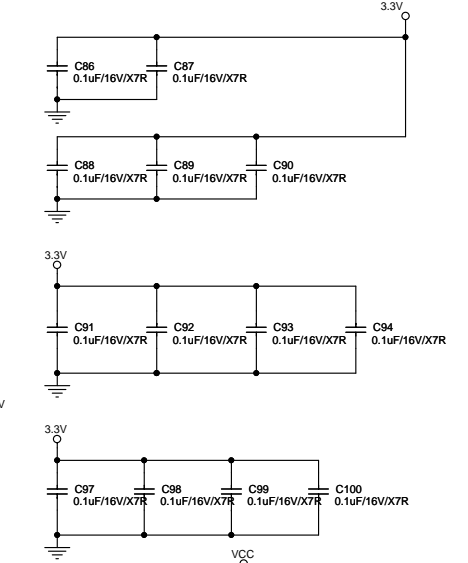 3.3V
C86 C87
0.1uF/16V/X7R 0.1uF/16V/X7R
C88 C89 C90
0.1uF/16V/X7R 0.1uF/16V/X7R 0.1uF/16V/X7R
3.3V
C91 C92 C93 C94
0.1uF/16V/X7R 0.1uF/16V/X7R 0.1uF/16V/X7R 0.1uF/16V/X7R
V
3.3V
C97 C98 C99 C100
0.1uF/16V/X7R 0.1uF/16V/X7R 0.1uF/16V/X7R 0.1uF/16V/X7R
VCC